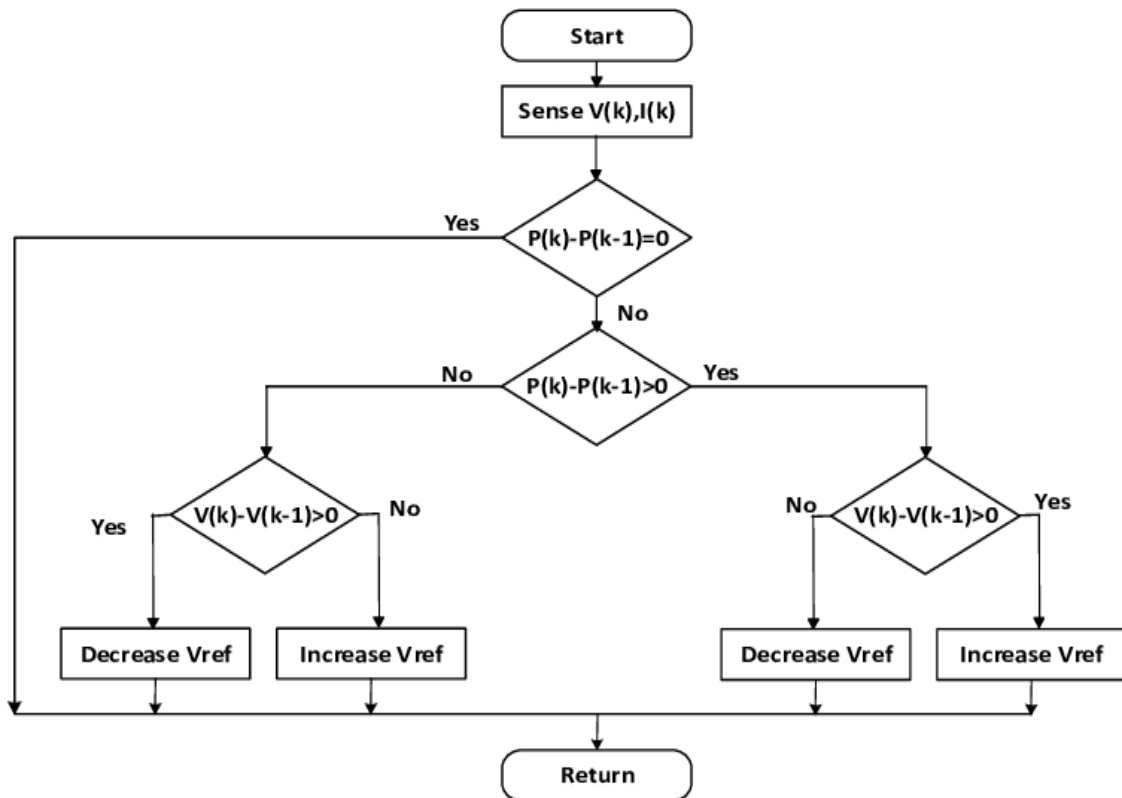 Start
Sense V(k),I(k)
Yes
P(k)-P(k-1)=0
No
No
P(k)-P(k-1)>0
Yes
Yes
V(k)-V(k-1)>0
No
No
V(k)-V(k-1)>0
Yes
Decrease Vref
Increase Vref
Decrease Vref
Increase Vref
Return